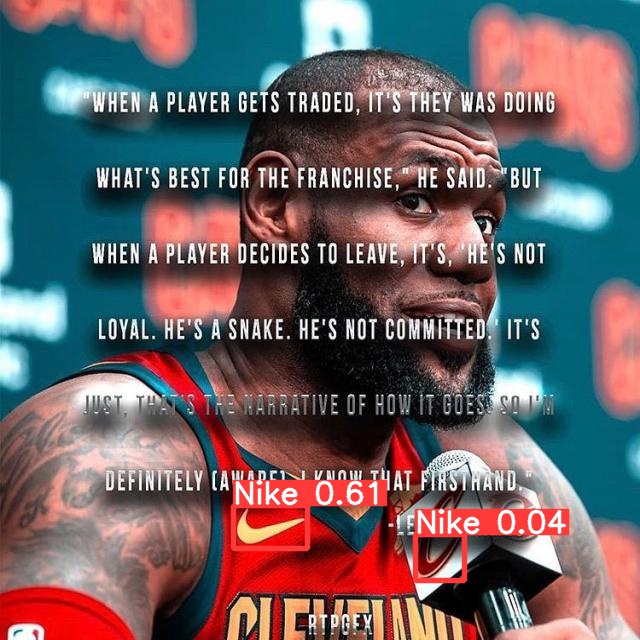 "WHEN A PLAYER GETS TRADED, IT'S THEY WAS DOING
WHAT'S BEST FOR THE FRANCHISE," HE SAID. "BUT
WHEN A PLAYER DECIDES TO LEAVE, IT'S, 'HE'S NOT
LOYAL. HE'S A SNAKE. HE'S NOT COMMITTED.' IT'S
JUST, THAT'S THE NARRATIVE OF HOW IT GOES. SO I'M
DEFINITELY (AWARE). I KNOW THAT FIRSTHAND."
Nike 0.61
Nike 0.04
RTPGFX